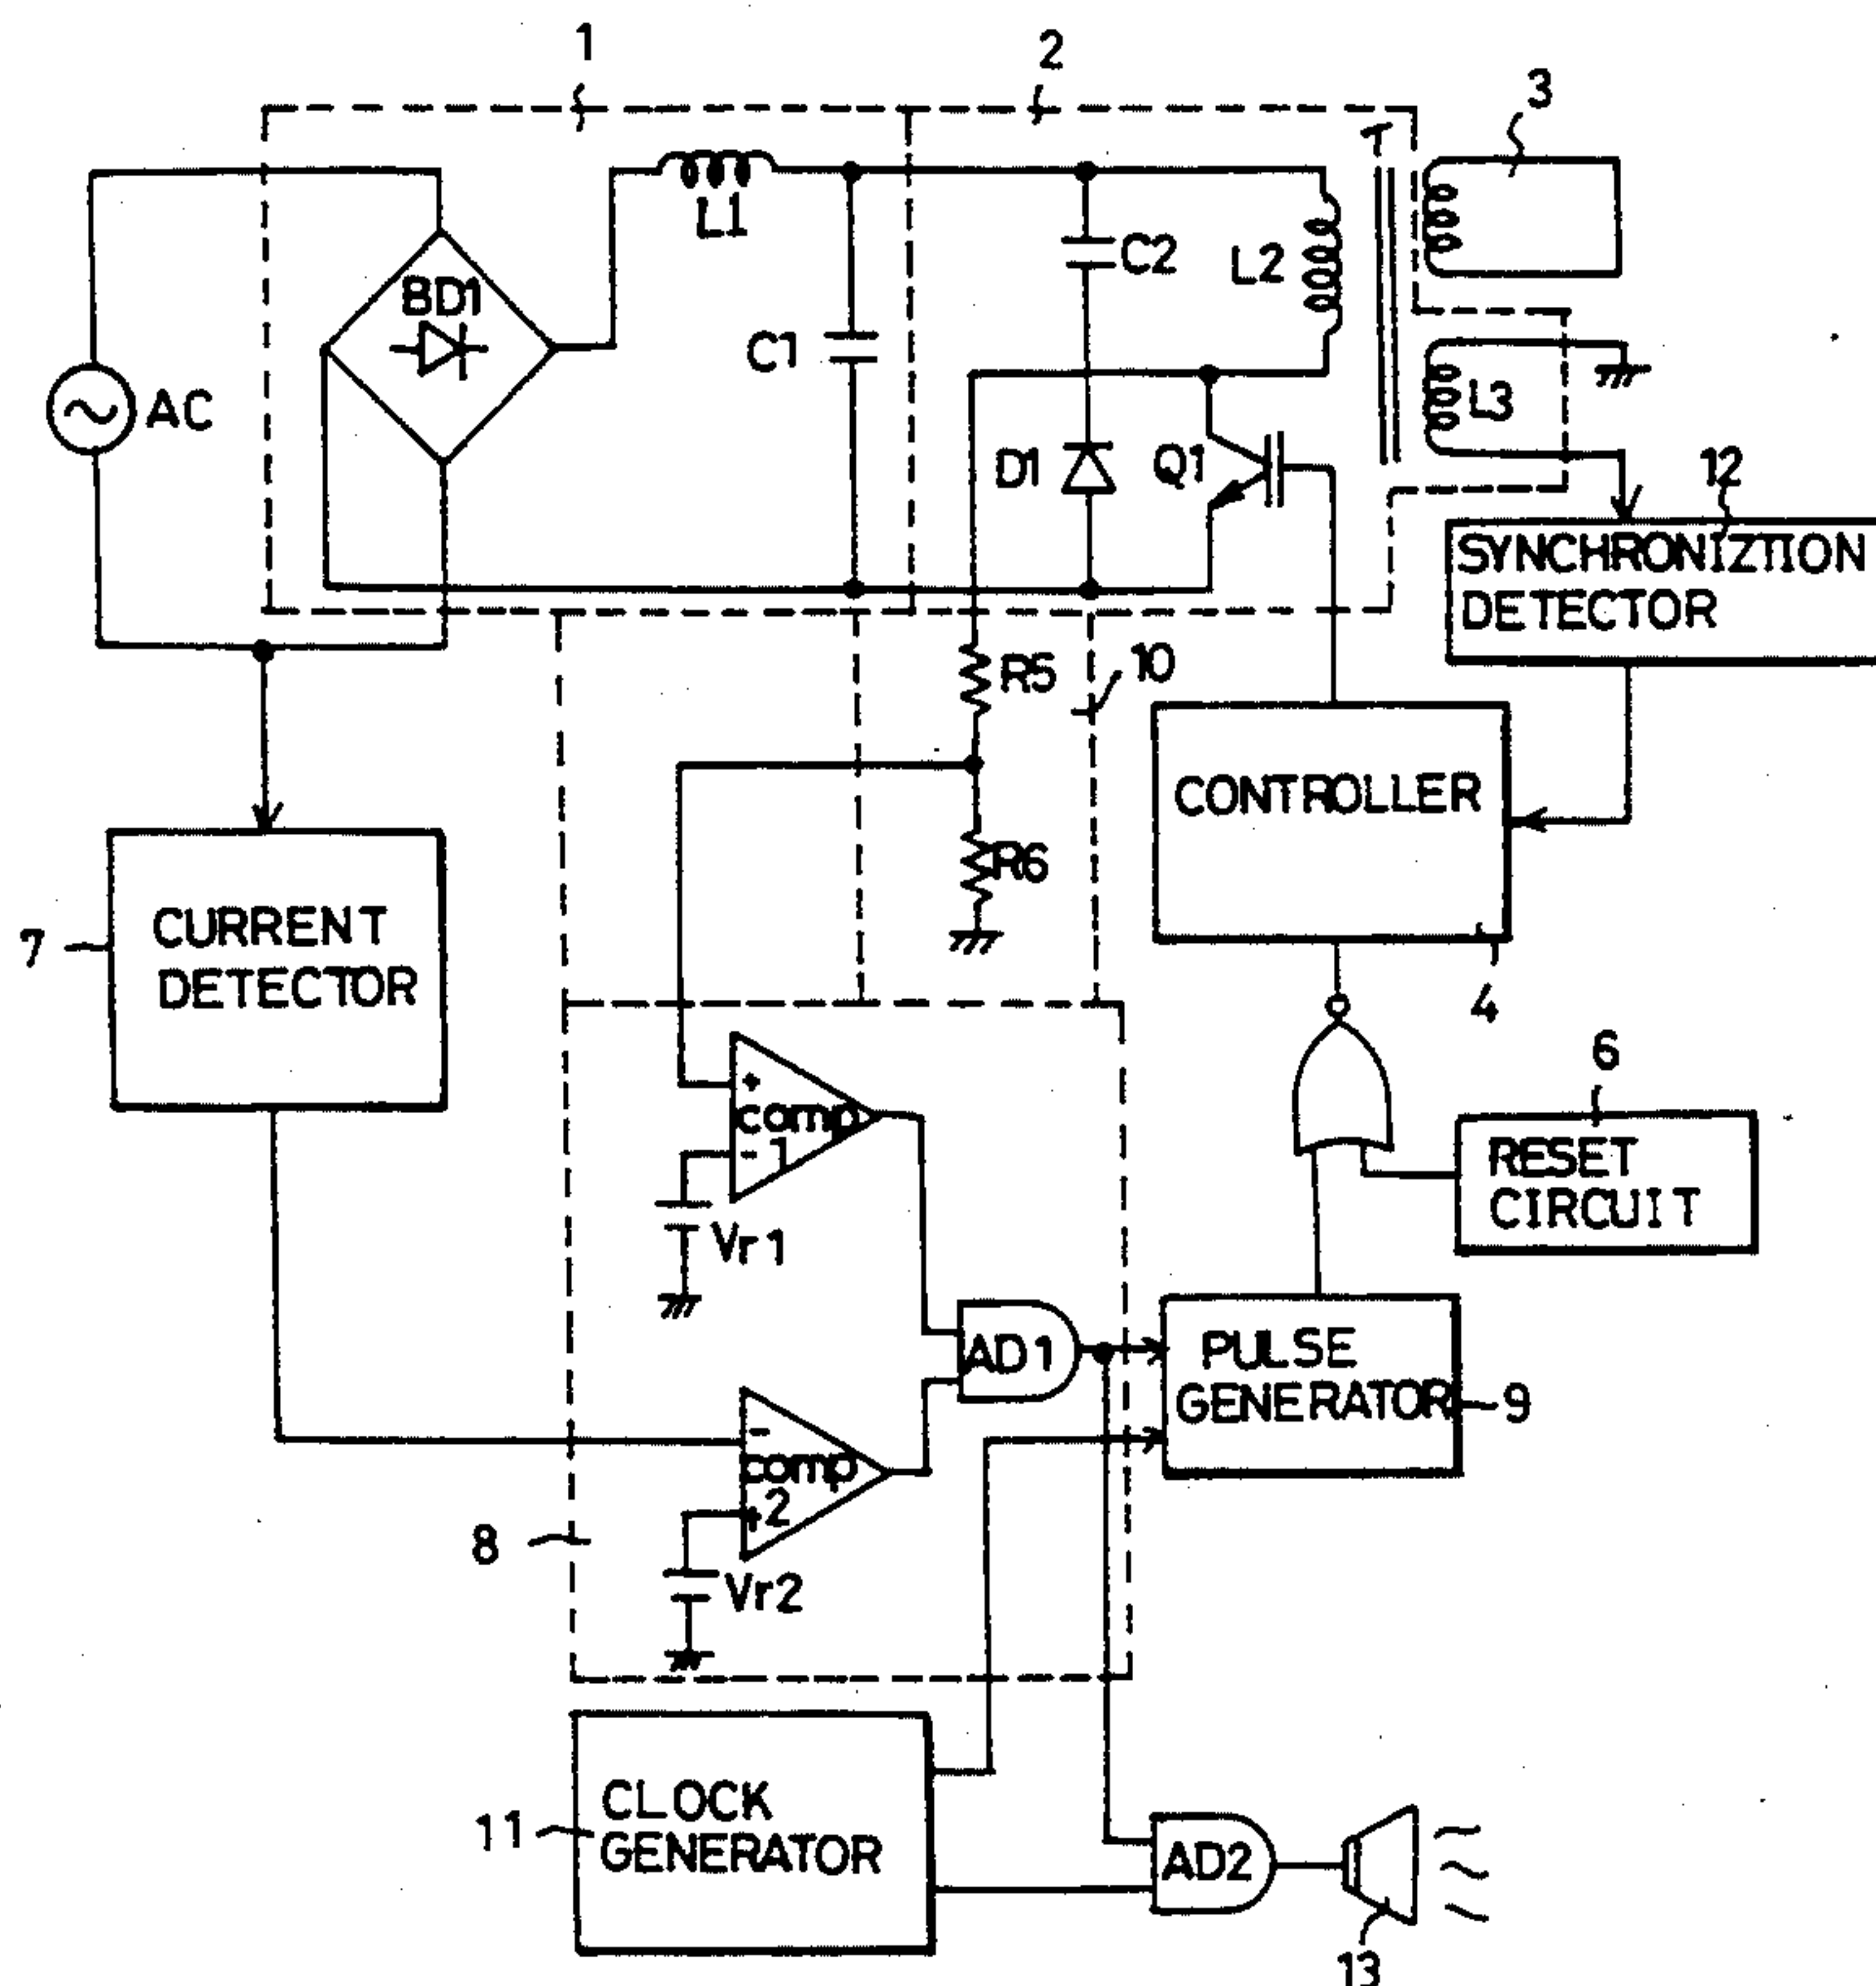 1
2
3
L1
C2
L2
BD1
C1
AC
L3
D1
Q1
12
SYNCHRONIZTION
DETECTOR
R5
10
CONTROLLER
R6
7
CURRENT
DETECTOR
4
6
+
comp
- 1
RESET
CIRCUIT
Vr1
AD1
PULSE
GENERATOR
9
-
comp
+2
8
Vr2
CLOCK
GENERATOR
11
AD2
13